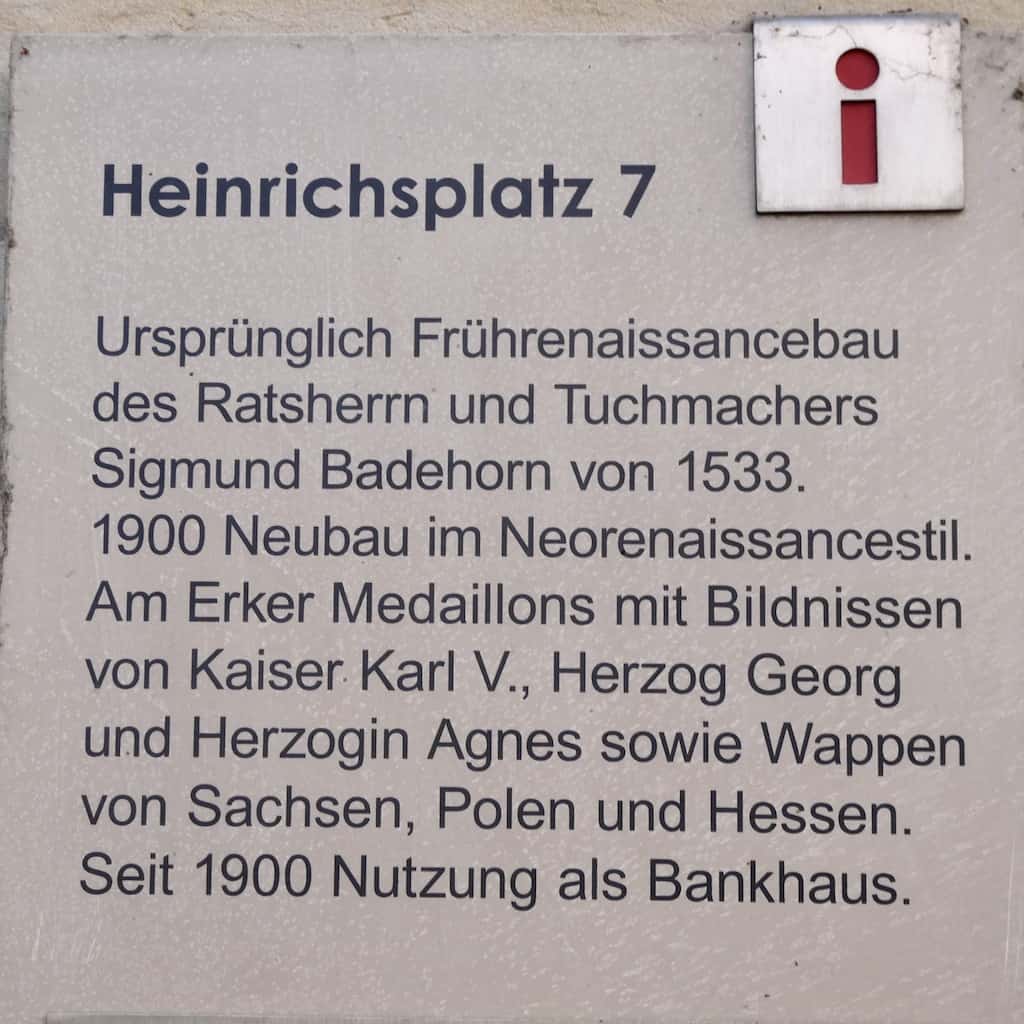 i
Heinrichsplatz 7
Ursprünglich Frührenaissancebau
des Ratsherrn und Tuchmachers
Sigmund Badehorn von 1533.
1900 Neubau im Neorenaissancestil.
Am Erker Medaillons mit Bildnissen
von Kaiser Karl V., Herzog Georg
und Herzogin Agnes sowie Wappen
von Sachsen, Polen und Hessen.
Seit 1900 Nutzung als Bankhaus.